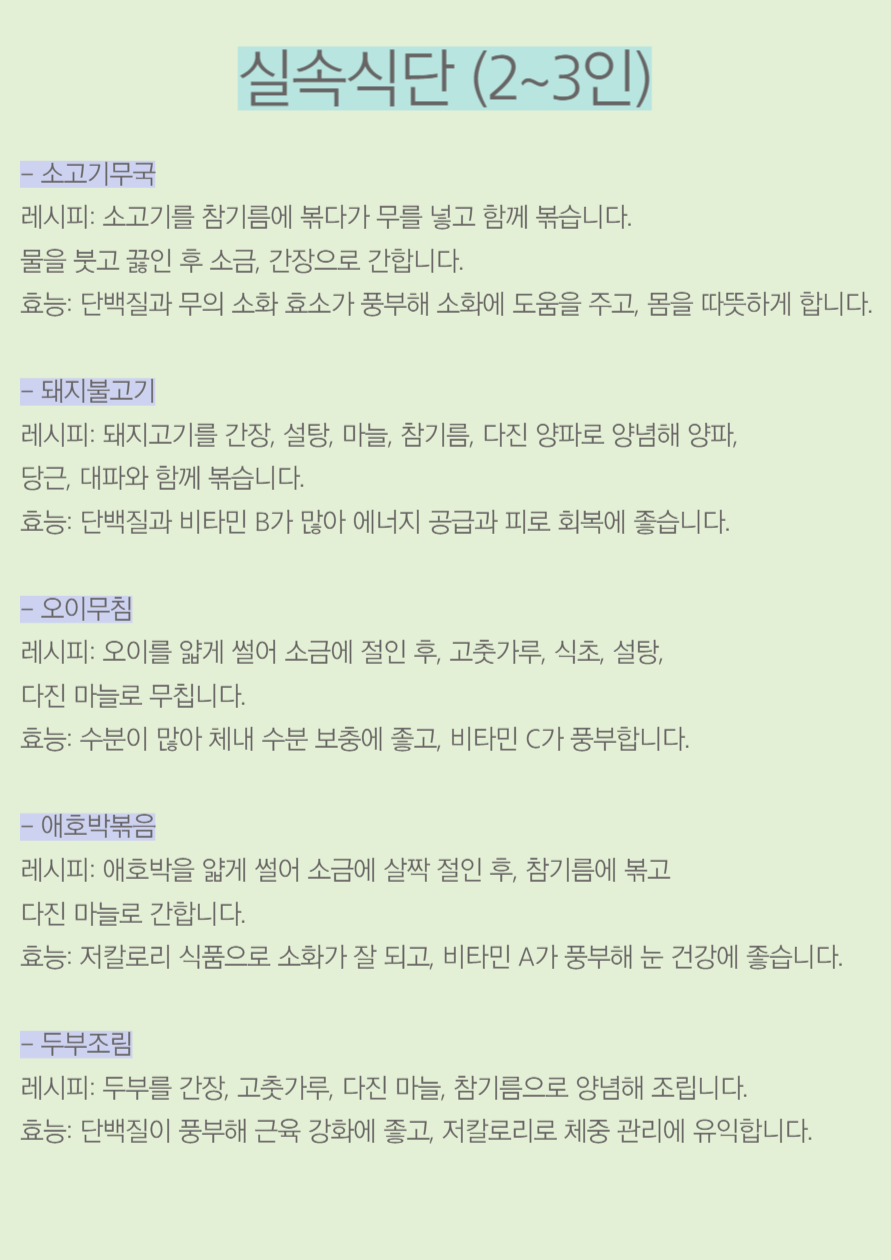 실속식단 (2~3인)
- 소고기무국
레시피: 소고기를 참기름에 볶다가 무를 넣고 함께 볶습니다.
물을 붓고 끓인 후 소금, 간장으로 간합니다.
효능: 단백질과 무의 소화 효소가 풍부해 소화에 도움을 주고, 몸을 따뜻하게 합니다.
- 돼지불고기
레시피: 돼지고기를 간장, 설탕, 마늘, 참기름, 다진 양파로 양념해 양파,
당근, 대파와 함께 볶습니다.
효능: 단백질과 비타민 B가 많아 에너지 공급과 피로 회복에 좋습니다.
- 오이무침
레시피: 오이를 얇게 썰어 소금에 절인 후, 고춧가루, 식초, 설탕,
다진 마늘로 무칩니다.
효능: 수분이 많아 체내 수분 보충에 좋고, 비타민 C가 풍부합니다.
- 애호박볶음
레시피: 애호박을 얇게 썰어 소금에 살짝 절인 후, 참기름에 볶고
다진 마늘로 간합니다.
효능: 저칼로리 식품으로 소화가 잘 되고, 비타민 A가 풍부해 눈 건강에 좋습니다.
- 두부조림
레시피: 두부를 간장, 고춧가루, 다진 마늘, 참기름으로 양념해 조립니다.
효능: 단백질이 풍부해 근육 강화에 좋고, 저칼로리로 체중 관리에 유익합니다.